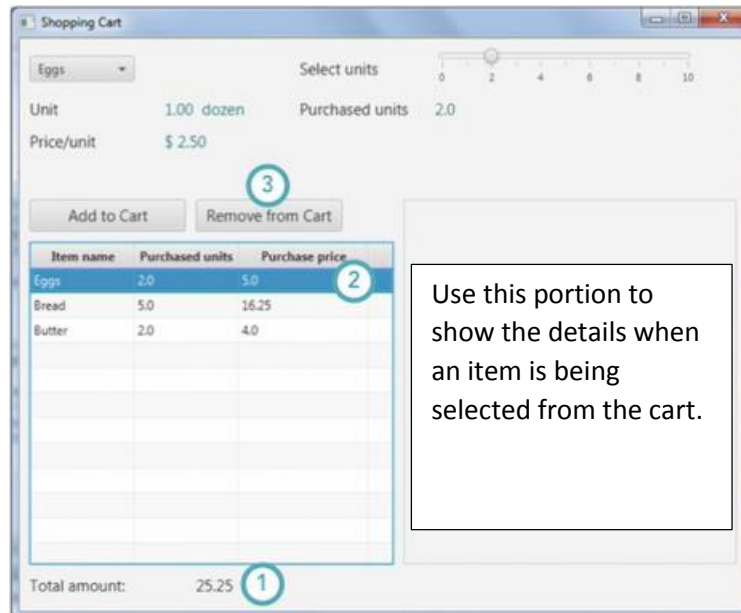 Shopping Cart
Eggs
Select units
0 2 4 6 8 10
Unit 1.00 dozen Purchased units 2.0
Price/unit $ 2.50
3
Add to Cart Remove from Cart
Item name Purchased units Purchase price
Eggs 2.0 5.0
2
Bread 5.0 16.25
Butter 2.0 4.0
Use this portion to
show the details when
an item is being
selected from the cart.
Total amount: 25.25 1